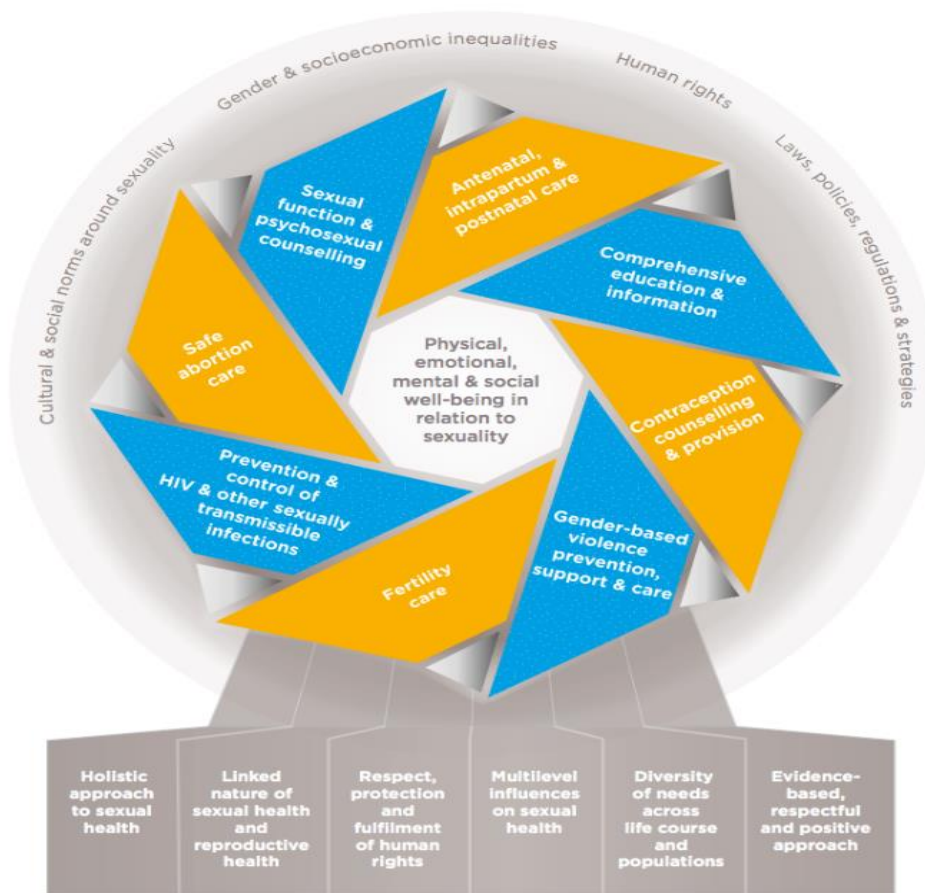 Cultural & social norms around sexuality
Gender & socioeconomic inequalities
Human rights
Laws, policies, regulations & strategies
Antenatal,
intrapartum &
postnatal care
Comprehensive
education &
information
Contraception
counselling
& provision
Gender-based
violence
prevention,
support & care
Fertility
care
Prevention &
control of
HIV & other sexually
transmissible
infections
Safe
abortion
care
Sexual
function &
psychosexual
counselling
Physical,
emotional,
mental & social
well-being in
relation to
sexuality
Holistic
approach
to sexual
health
Linked
nature of
sexual health
and
reproductive
health
Respect,
protection
and
fulfilment
of human
rights
Multilevel
influences
on sexual
health
Diversity
of needs
across
life course
and
populations
Evidence-
based,
respectful
and positive
approach